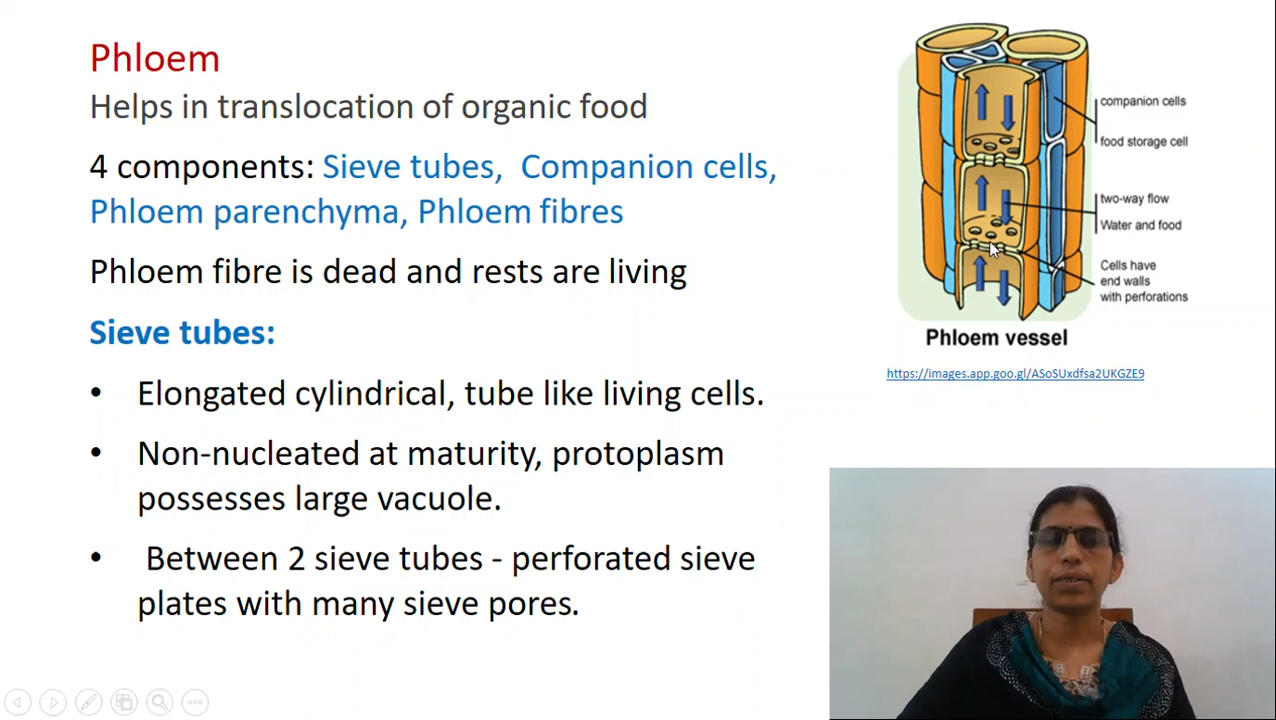 Phloem
Helps in translocation of organic food
4 components: Sieve tubes, Companion cells,
Phloem parenchyma, Phloem fibres
Phloem fibre is dead and rests are living
Sieve tubes:
• Elongated cylindrical, tube like living cells.
• Non-nucleated at maturity, protoplasm
possesses large vacuole.
• Between 2 sieve tubes - perforated sieve
plates with many sieve pores.
companion cells
food storage cell
two-way flow
Water and food
Cells have
end walls
with perforations
Phloem vessel
https://images.app.goo.gl/ASoSUxdfsa2UKGZE9